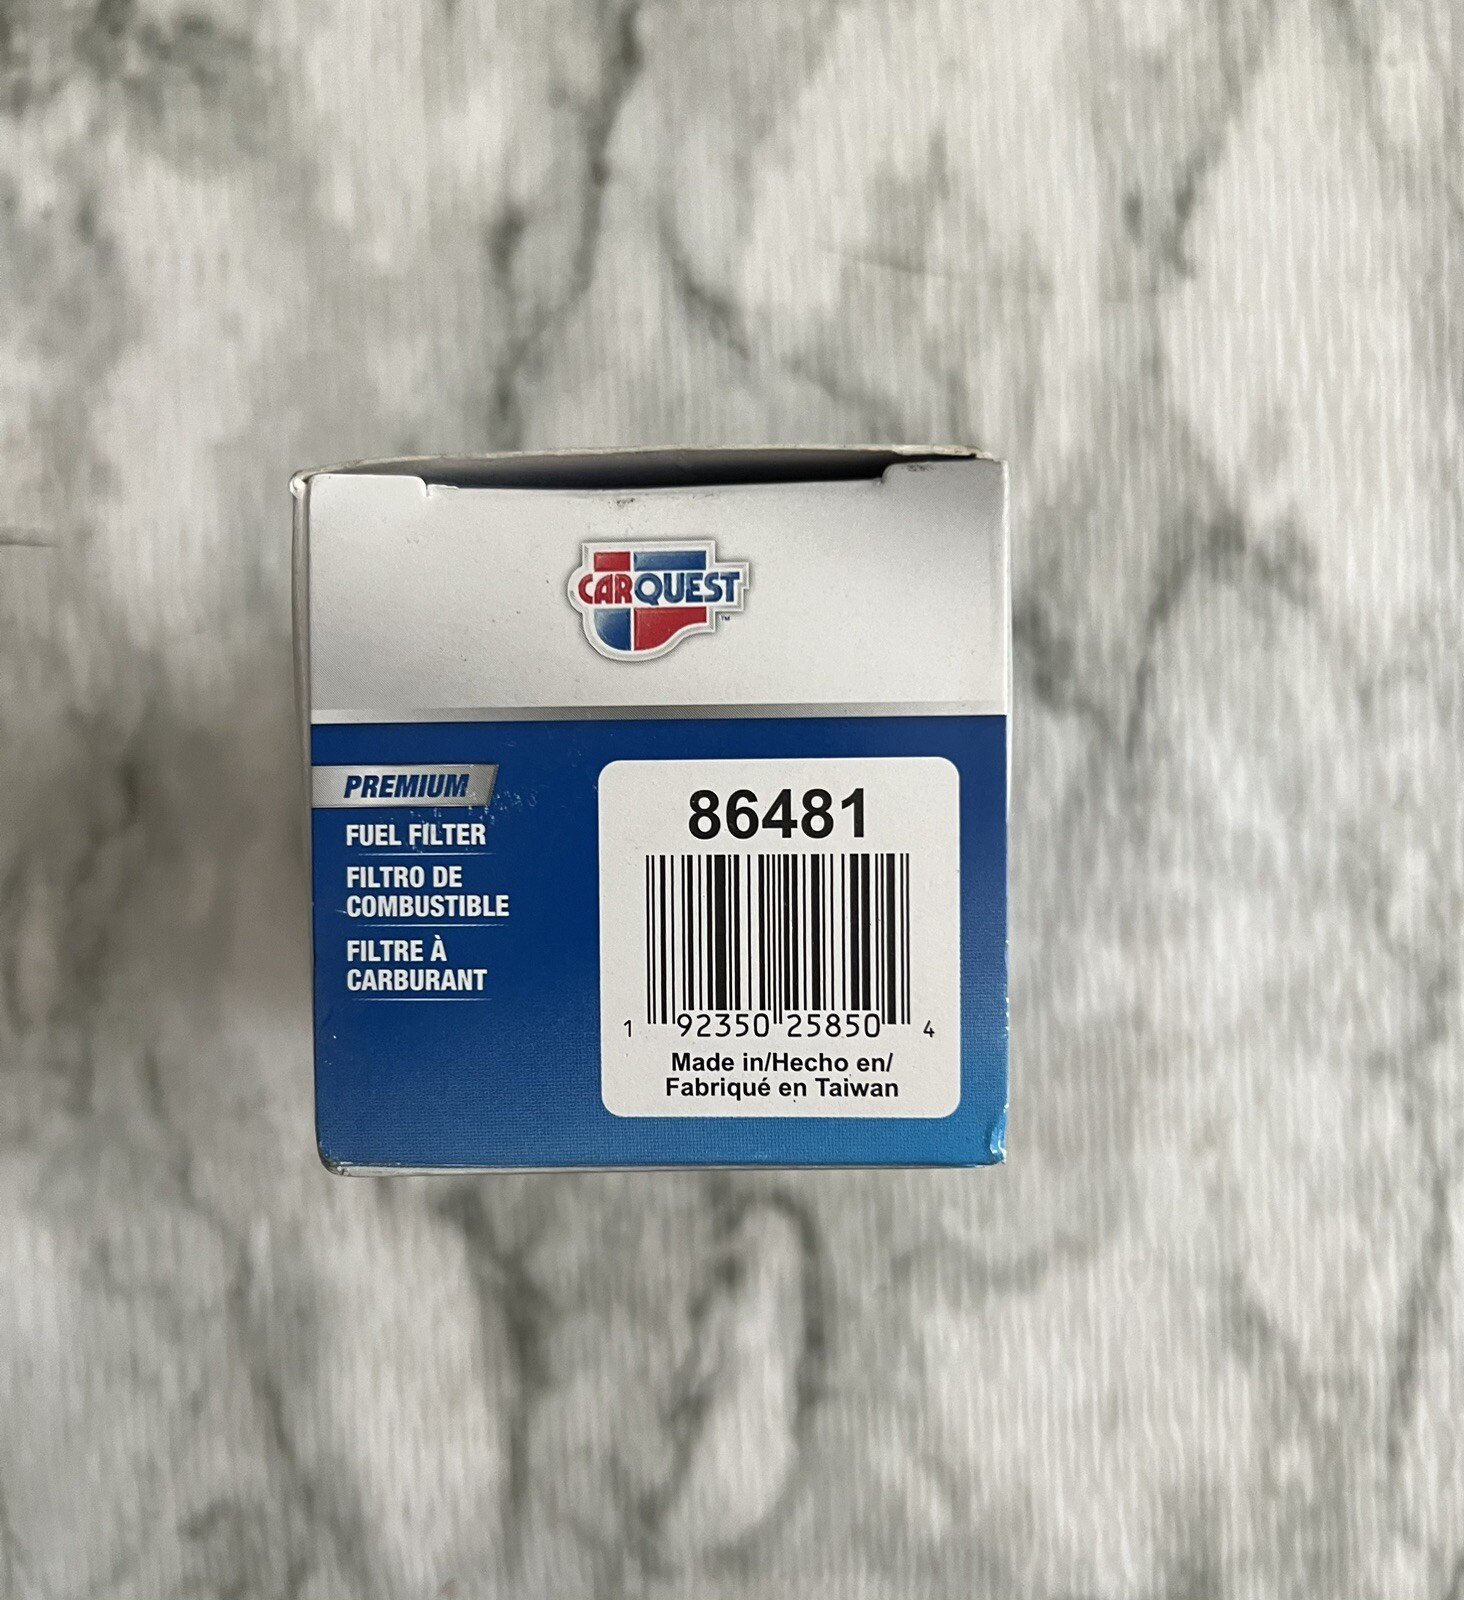 CARQUEST™
PREMIUM
FUEL FILTER
FILTRO DE
COMBUSTIBLE
FILTRE À
CARBURANT
86481
1 92350 25850 4
Made in/Hecho en/
Fabriqué en Taiwan